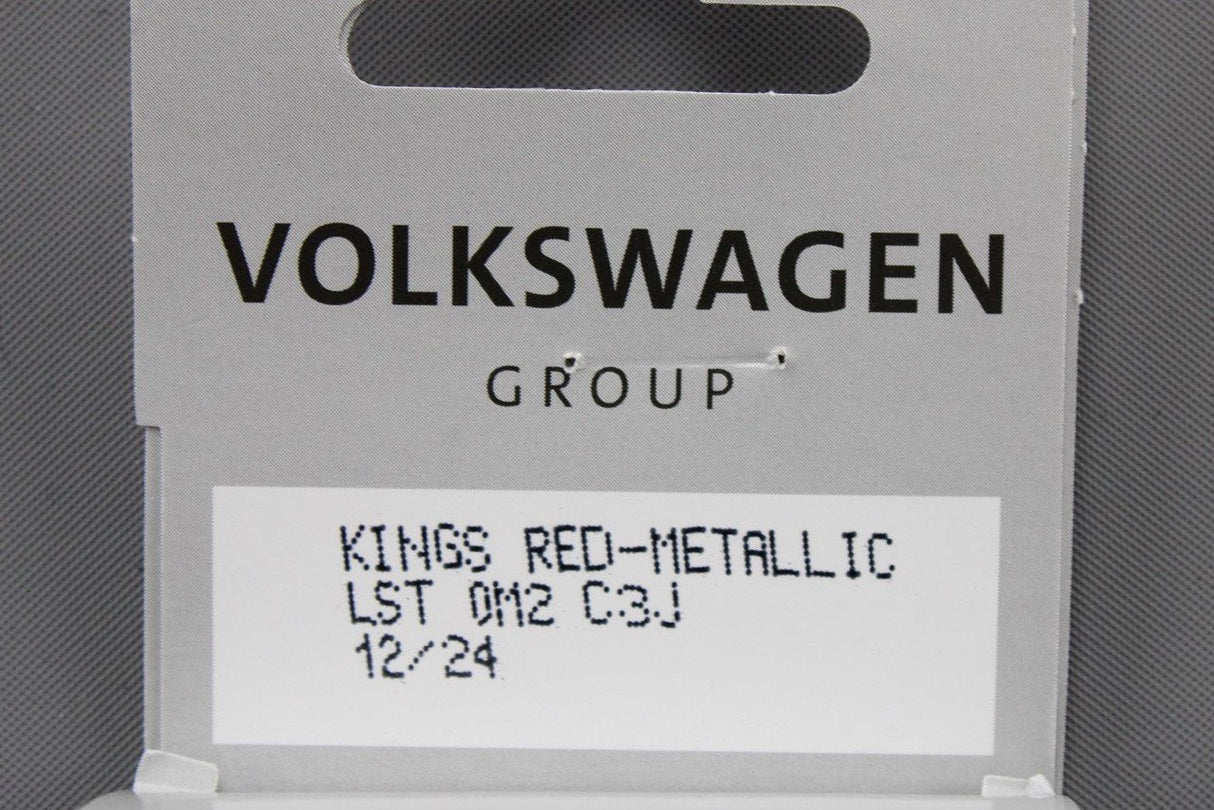 VOLKSWAGEN
GROUP
KINGS RED-METALLIC
LST 0M2 C3J
12/24